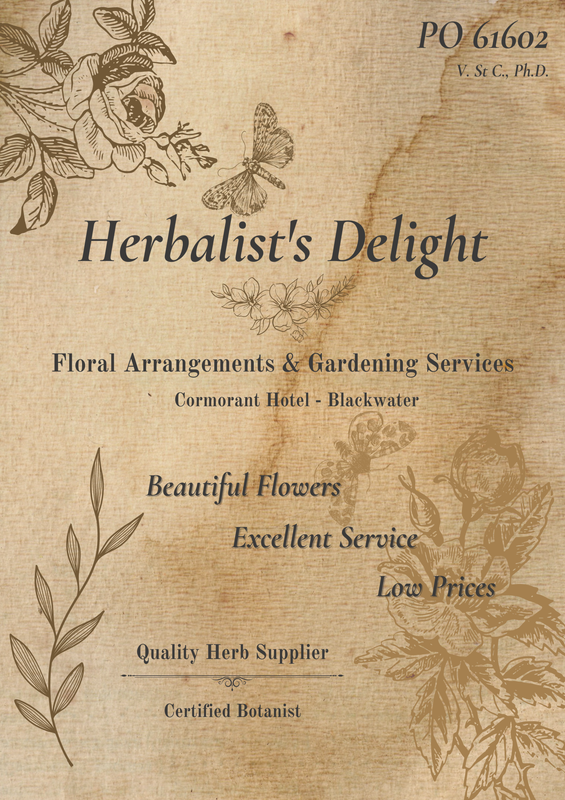 PO 61602
V. St C., Ph.D.
Herbalist's Delight
Floral Arrangements & Gardening Services
Cormorant Hotel - Blackwater
Beautiful Flowers
Excellent Service
Low Prices
Quality Herb Supplier
Certified Botanist